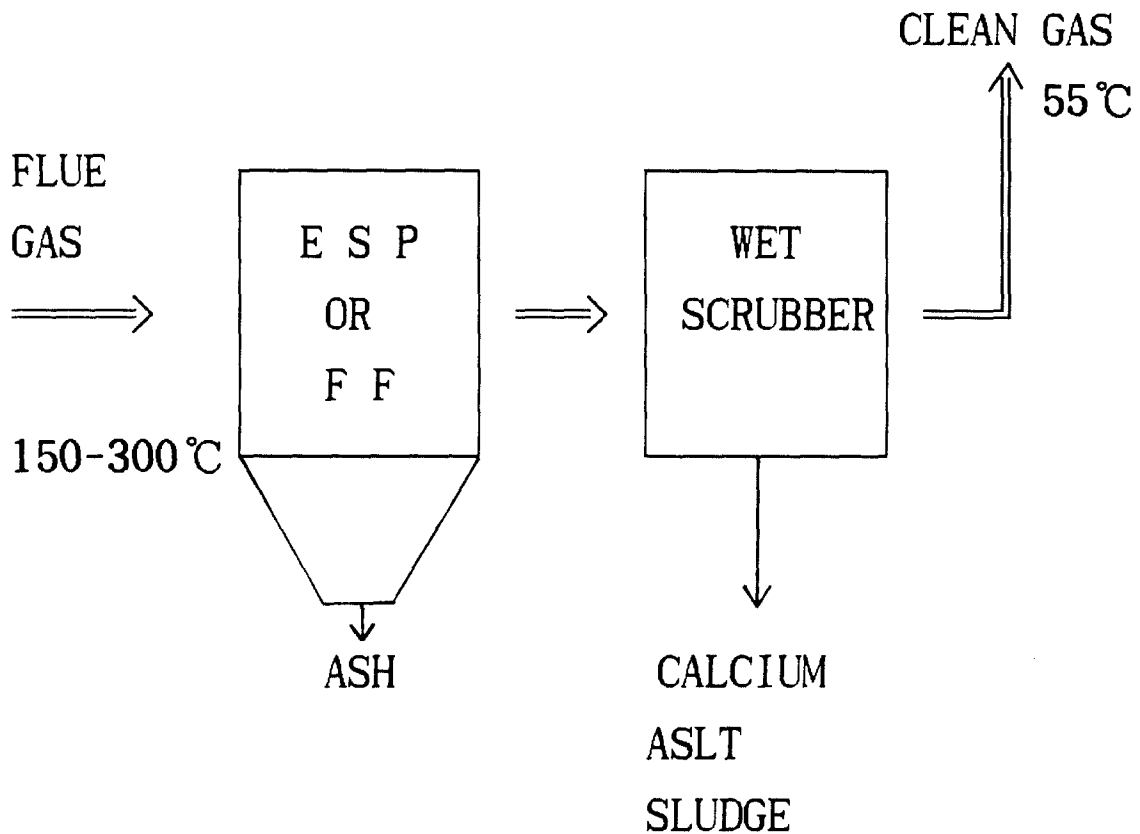 CLEAN GAS
55℃
FLUE
GAS
150-300℃
E S P
OR
F F
ASH
WET
SCRUBBER
CALCIUM
ASLT
SLUDGE